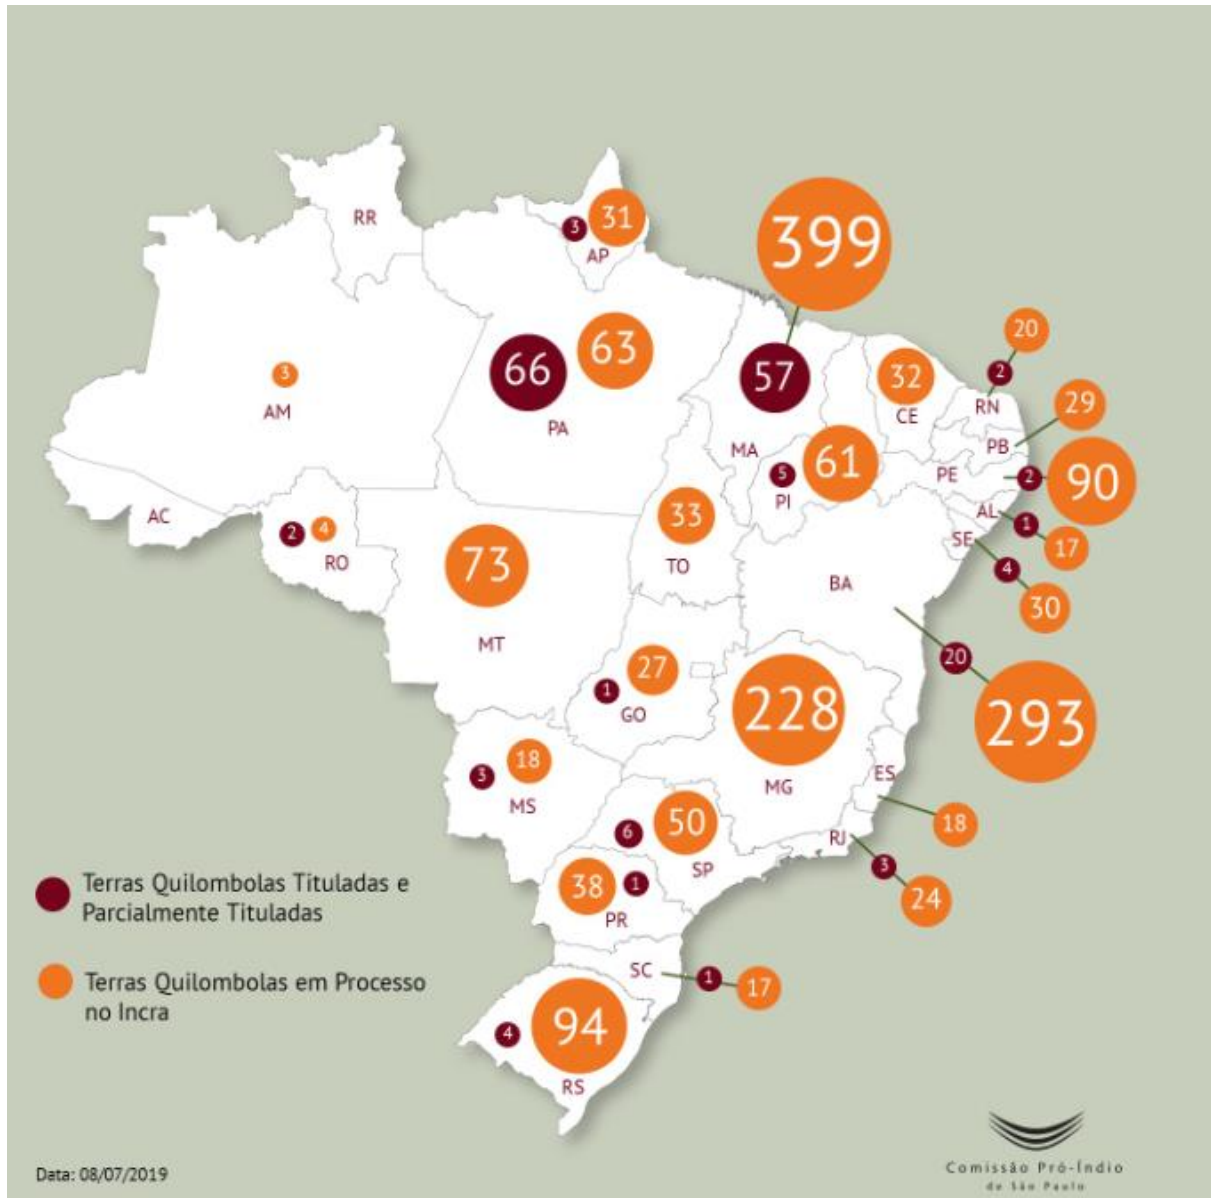 RR
3
31
AP
399
66
63
PA
57
MA
32
CE
20
2
RN
29
PB
3
AM
5
61
PI
PE
2
90
AL
1
17
SE
4
30
AC
2
4
RO
73
MT
33
TO
BA
20
293
1
27
GO
228
MG
ES
18
3
18
MS
6
50
SP
RJ
3
24
38
1
PR
SC
1
17
4
94
RS
Terras Quilombolas Tituladas e
Parcialmente Tituladas
Terras Quilombolas em Processo
no Incra
Data: 08/07/2019
Comissão Pró-Índio
de São Paulo